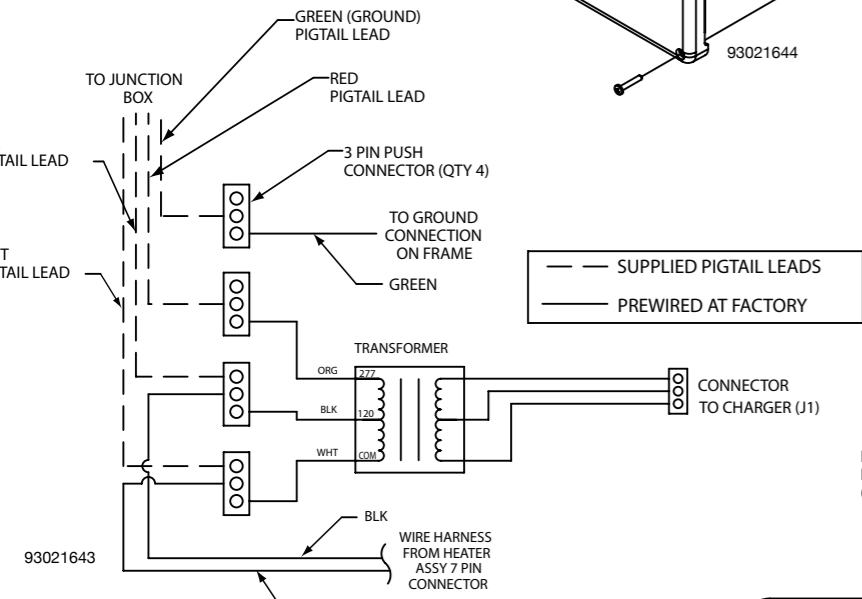 GREEN (GROUND)
PIGTAIL LEAD
93021644
TO JUNCTION
BOX
RED
PIGTAIL LEAD
TAIL LEAD
3 PIN PUSH
CONNECTOR (QTY 4)
TO GROUND
CONNECTION
ON FRAME
TAIL LEAD
GREEN
SUPPLIED PIGTAIL LEADS
PREWIRED AT FACTORY
TRANSFORMER
ORG
277
BLK
120
WHT
COM
CONNECTOR
TO CHARGER (J1)
BLK
WIRE HARNESS
FROM HEATER
ASSY 7 PIN
CONNECTOR
93021643